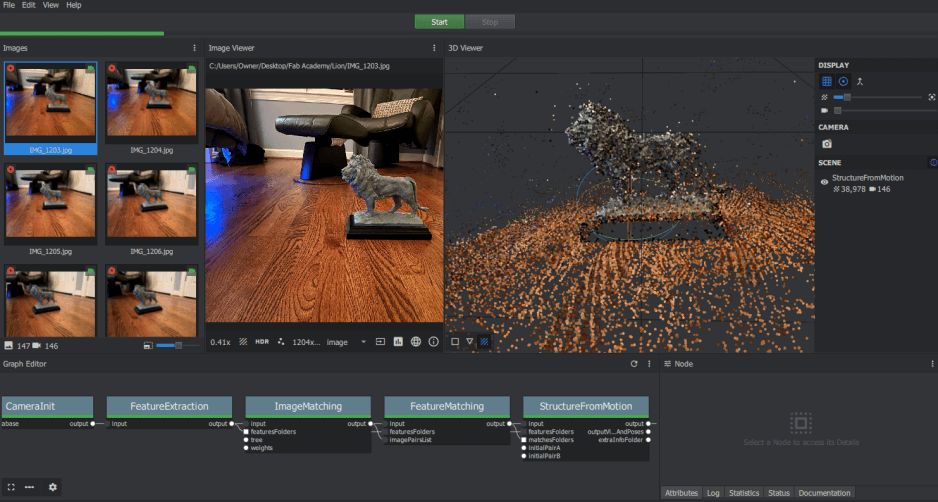 File Edit View Help
Start Stop
Images
Image Viewer
3D Viewer
C:/Users/Owner/Desktop/Fab Academy/Lion/IMG_1203.jpg
IMG_1203.jpg IMG_1204.jpg
IMG_1205.jpg IMG_1206.jpg
147 146
0.41x HDR 1204x... image
DISPLAY
CAMERA
SCENE
StructureFromMotion
38,978 146
Graph Editor
Node
CameraInit FeatureExtraction ImageMatching FeatureMatching StructureFromMotion
abase output input output input output input output input output
featuresFolders featuresFolders featuresFolders outputVi...AndPoses
tree imagePairsList matchesFolders extraInfoFolder
weights initialPairA
initialPairB
Select a Node to access its Details
Attributes Log Statistics Status Documentation